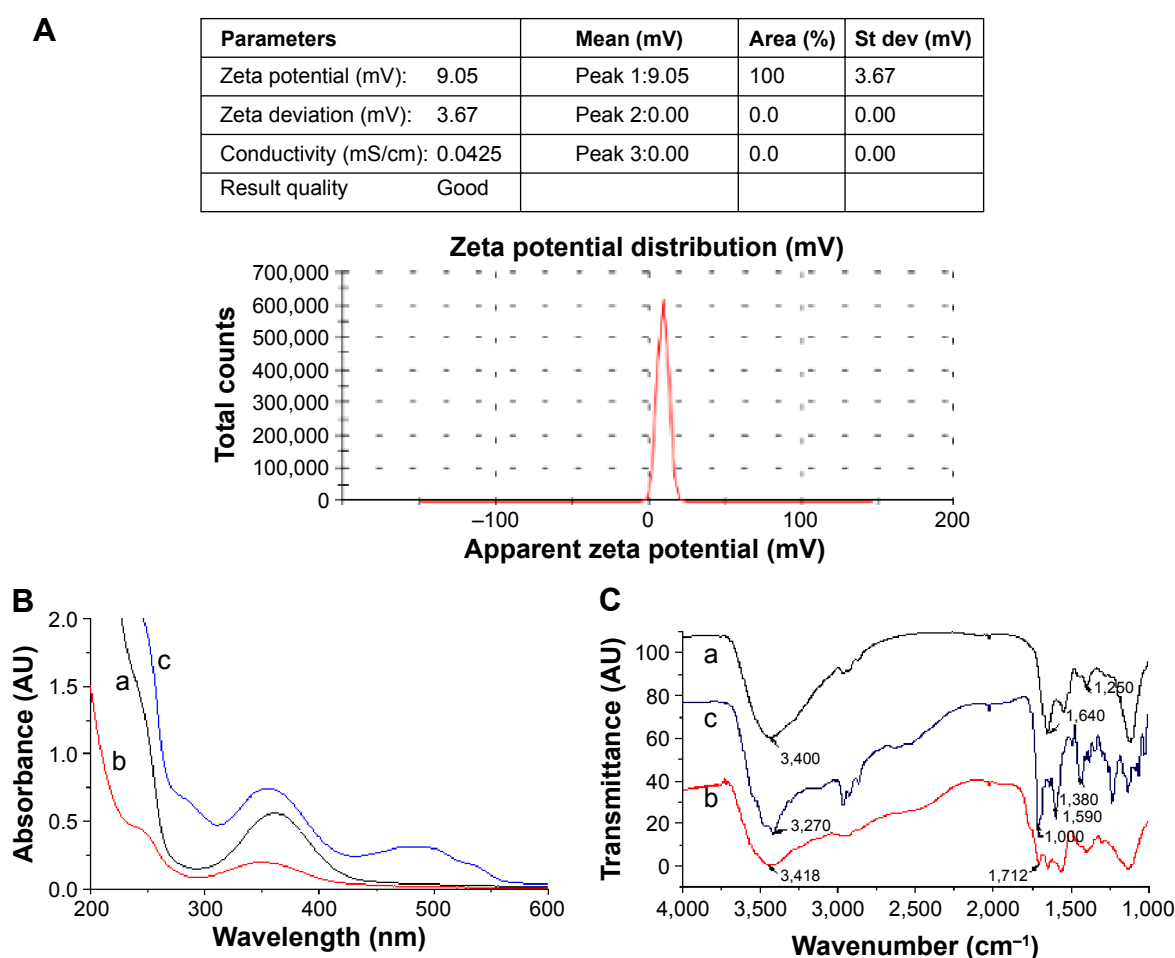 A
Parameters Mean (mV) Area (%) St dev (mV)
Zeta potential (mV): 9.05 Peak 1:9.05 100 3.67
Zeta deviation (mV): 3.67 Peak 2:0.00 0.0 0.00
Conductivity (mS/cm): 0.0425 Peak 3:0.00 0.0 0.00
Result quality Good
Zeta potential distribution (mV)
Total counts
700,000
600,000
500,000
400,000
300,000
200,000
100,000
0
–100 0 100 200
Apparent zeta potential (mV)
B
Absorbance (AU)
2.0
1.5
1.0
0.5
0.0
c
a
b
200 300 400 500 600
Wavelength (nm)
C
Transmittance (AU)
100
80
60
40
20
0
a
c
b
1,250
1,640
3,400
1,380
1,590
3,270
1,000
3,418
1,712
4,000 3,500 3,000 2,500 2,000 1,500 1,000
Wavenumber (cm–1)